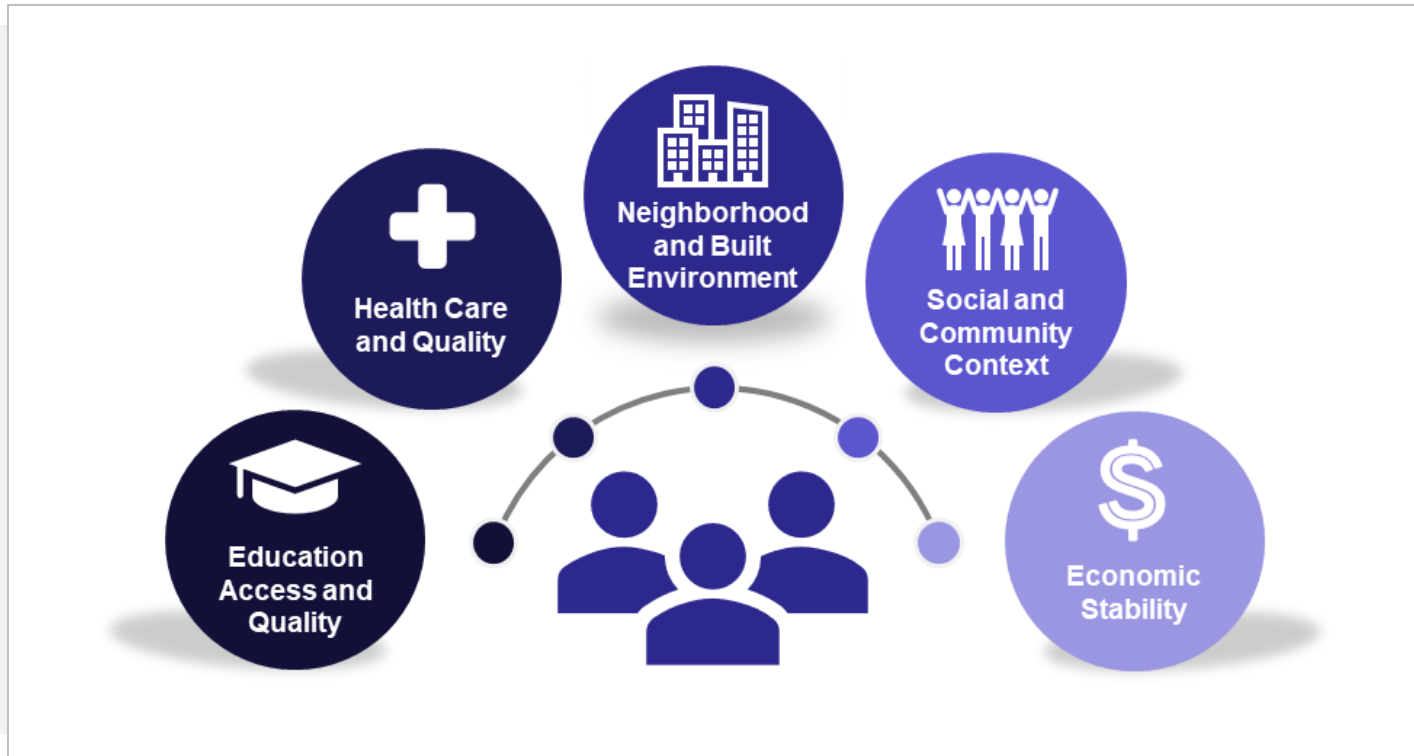 Education
Access and
Quality
Health Care
and Quality
Neighborhood
and Built
Environment
Social and
Community
Context
$
Economic
Stability